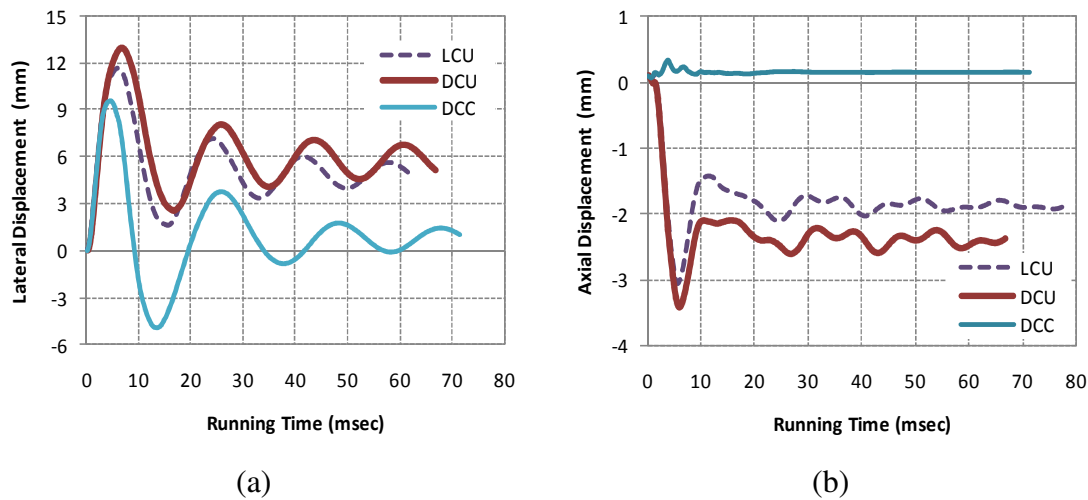 15
12
9
6
3
0
-3
-6
Lateral Displacement (mm)
LCU
DCU
DCC
0 10 20 30 40 50 60 70 80
Running Time (msec)
(a)
1
0
-1
-2
-3
-4
Axial Displacement (mm)
LCU
DCU
DCC
0 10 20 30 40 50 60 70 80
Running Time (msec)
(b)